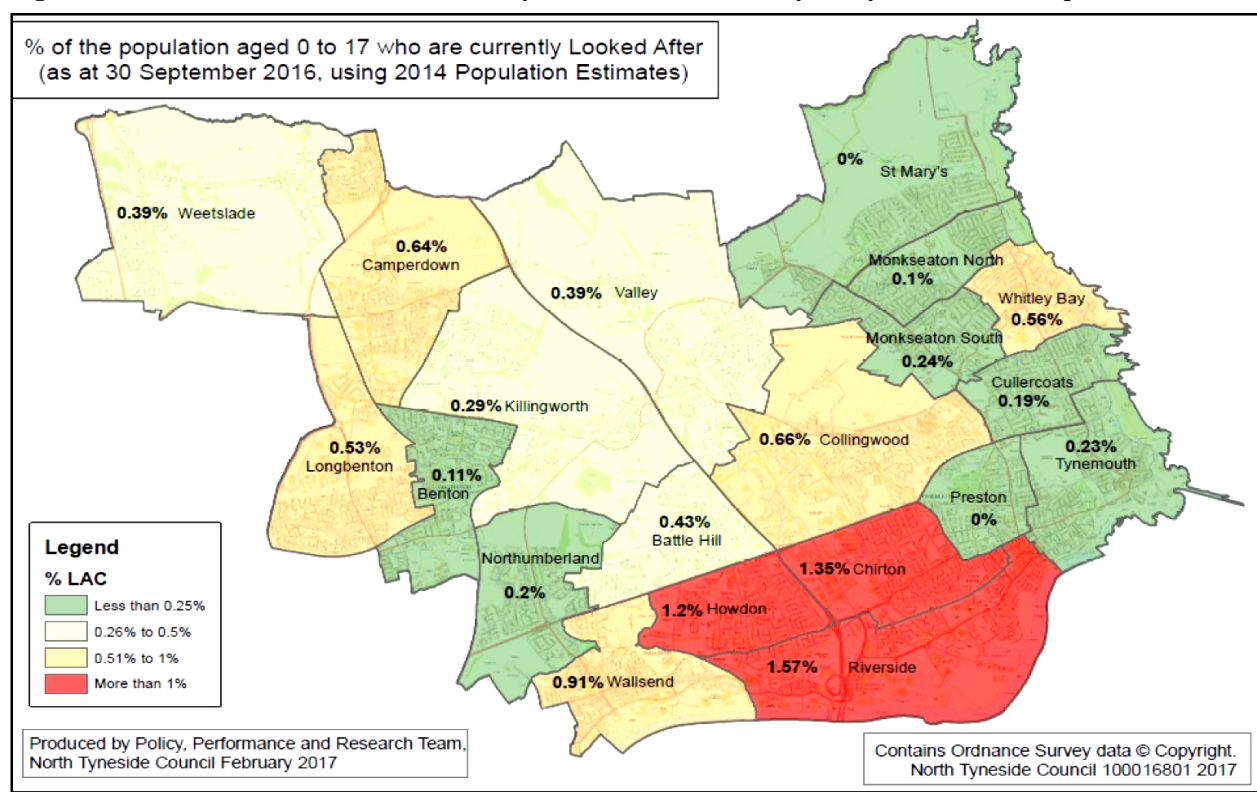 % of the population aged 0 to 17 who are currently Looked After
(as at 30 September 2016, using 2014 Population Estimates)
0%
St Mary's
0.39% Weetslade
0.64%
Camperdown
Monkseaton North
0.1%
0.39% Valley
Whitley Bay
0.56%
Monkseaton South
0.24%
Cullercoats
0.19%
0.29% Killingworth
0.66% Collingwood
0.53%
Longbenton
0.23%
Tynemouth
0.11%
Benton
Preston
0%
0.43%
Battle Hill
Northumberland
0.2%
1.35% Chirton
1.2% Howdon
1.57% Riverside
0.91% Wallsend
Legend
% LAC
Less than 0.25%
0.26% to 0.5%
0.51% to 1%
More than 1%
Produced by Policy, Performance and Research Team,
North Tyneside Council February 2017
Contains Ordnance Survey data © Copyright.
North Tyneside Council 100016801 2017